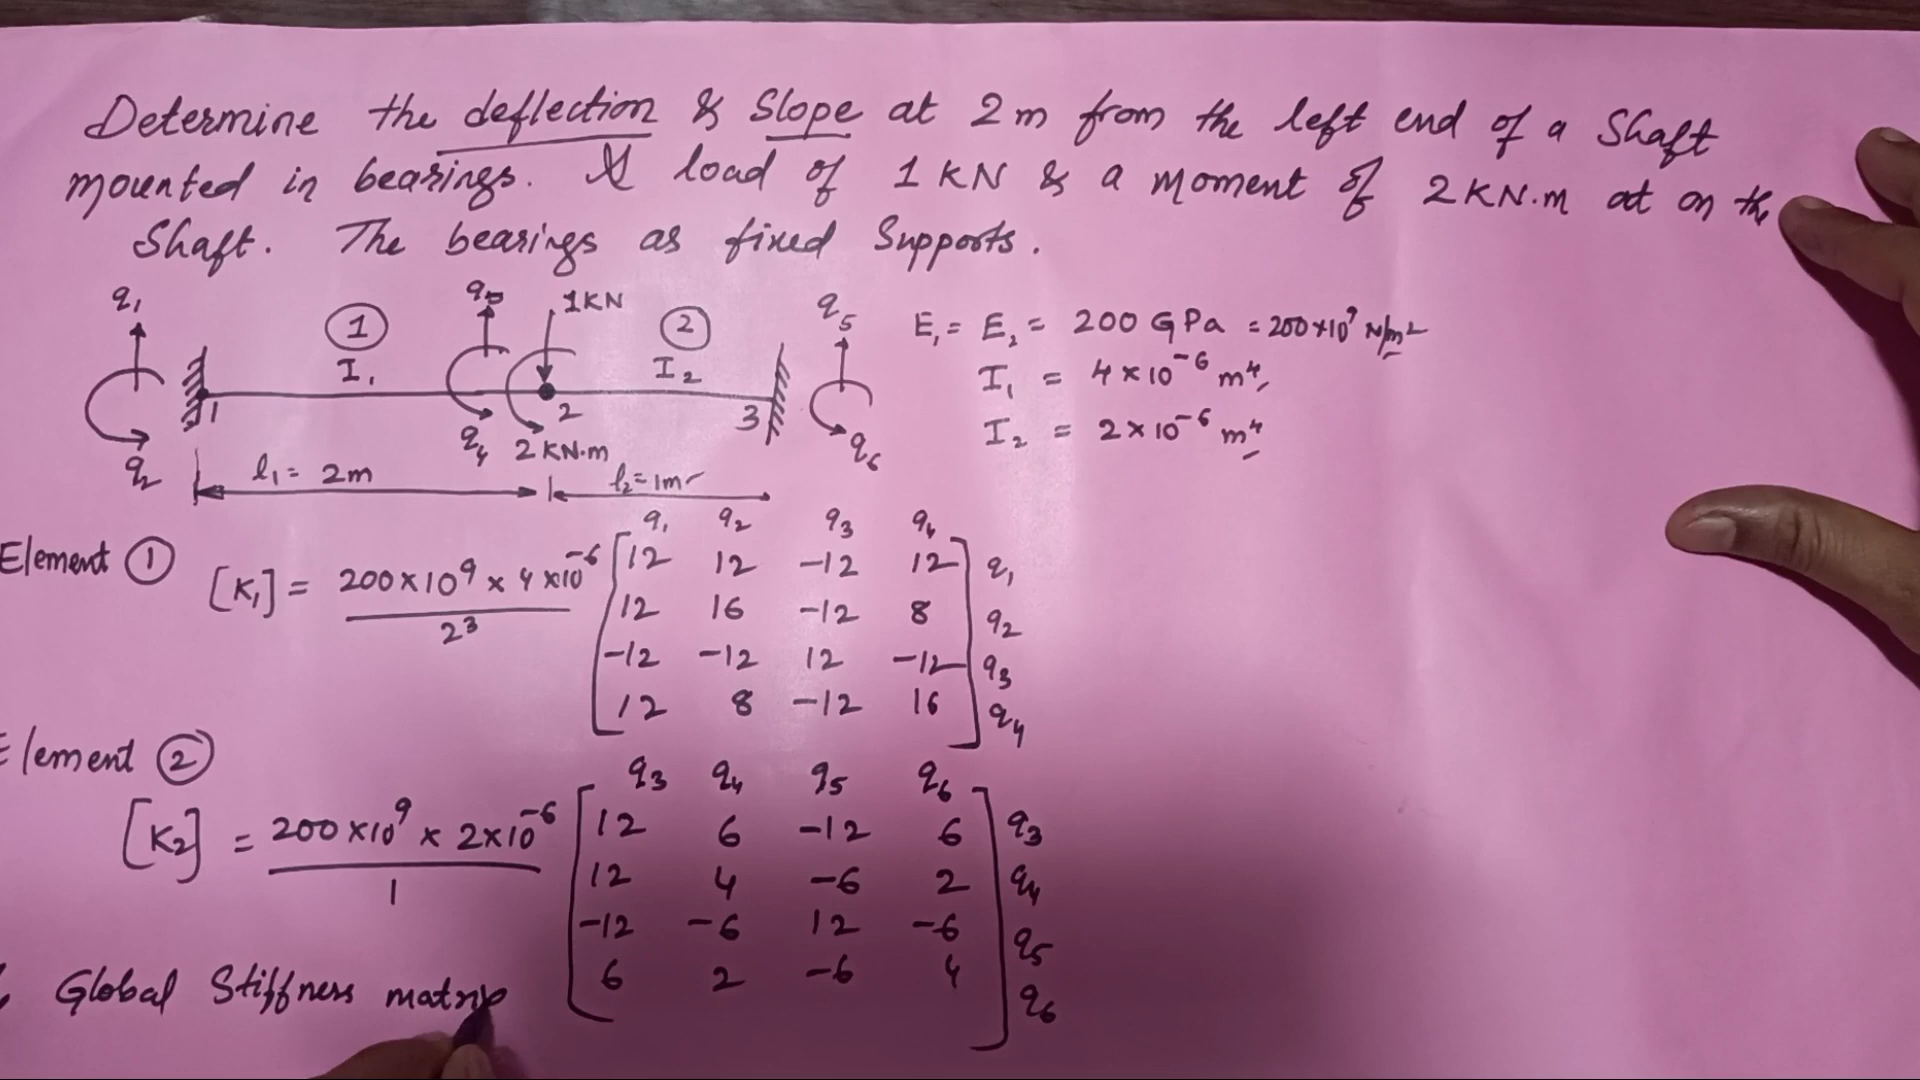 Determine the deflection & Slope at 2m from the left end of a Shaft
mounted in bearings. load of 1 KN & a moment of 2 KN.m at on the
Shaft. The bearings as fixed Supports.
q₁ 1 q 1KN 2 q₅ E₁ = E₂ = 200 GPa = 200×10⁹ N/m²
I₁ I₂ I₁ = 4×10⁻⁶ m⁴
1 2 3 I₂ = 2×10⁻⁶ m⁴
q₂ q₄ 2 KN.m q₆
l₁ = 2m l₂ = 1m
q₁ q₂ q₃ q₄
Element 1 [K₁] = 200×10⁹ × 4×10⁻⁶ / 2³
12 12 -12 12 q₁
12 16 -12 8 q₂
-12 -12 12 -12 q₃
12 8 -12 16 q₄
Element 2
q₃ q₄ q₅ q₆
[K₂] = 200×10⁹ × 2×10⁻⁶ / 1
12 6 -12 6 q₃
12 4 -6 2 q₄
-12 -6 12 -6 q₅
6 2 -6 4 q₆
Global Stiffness matrix